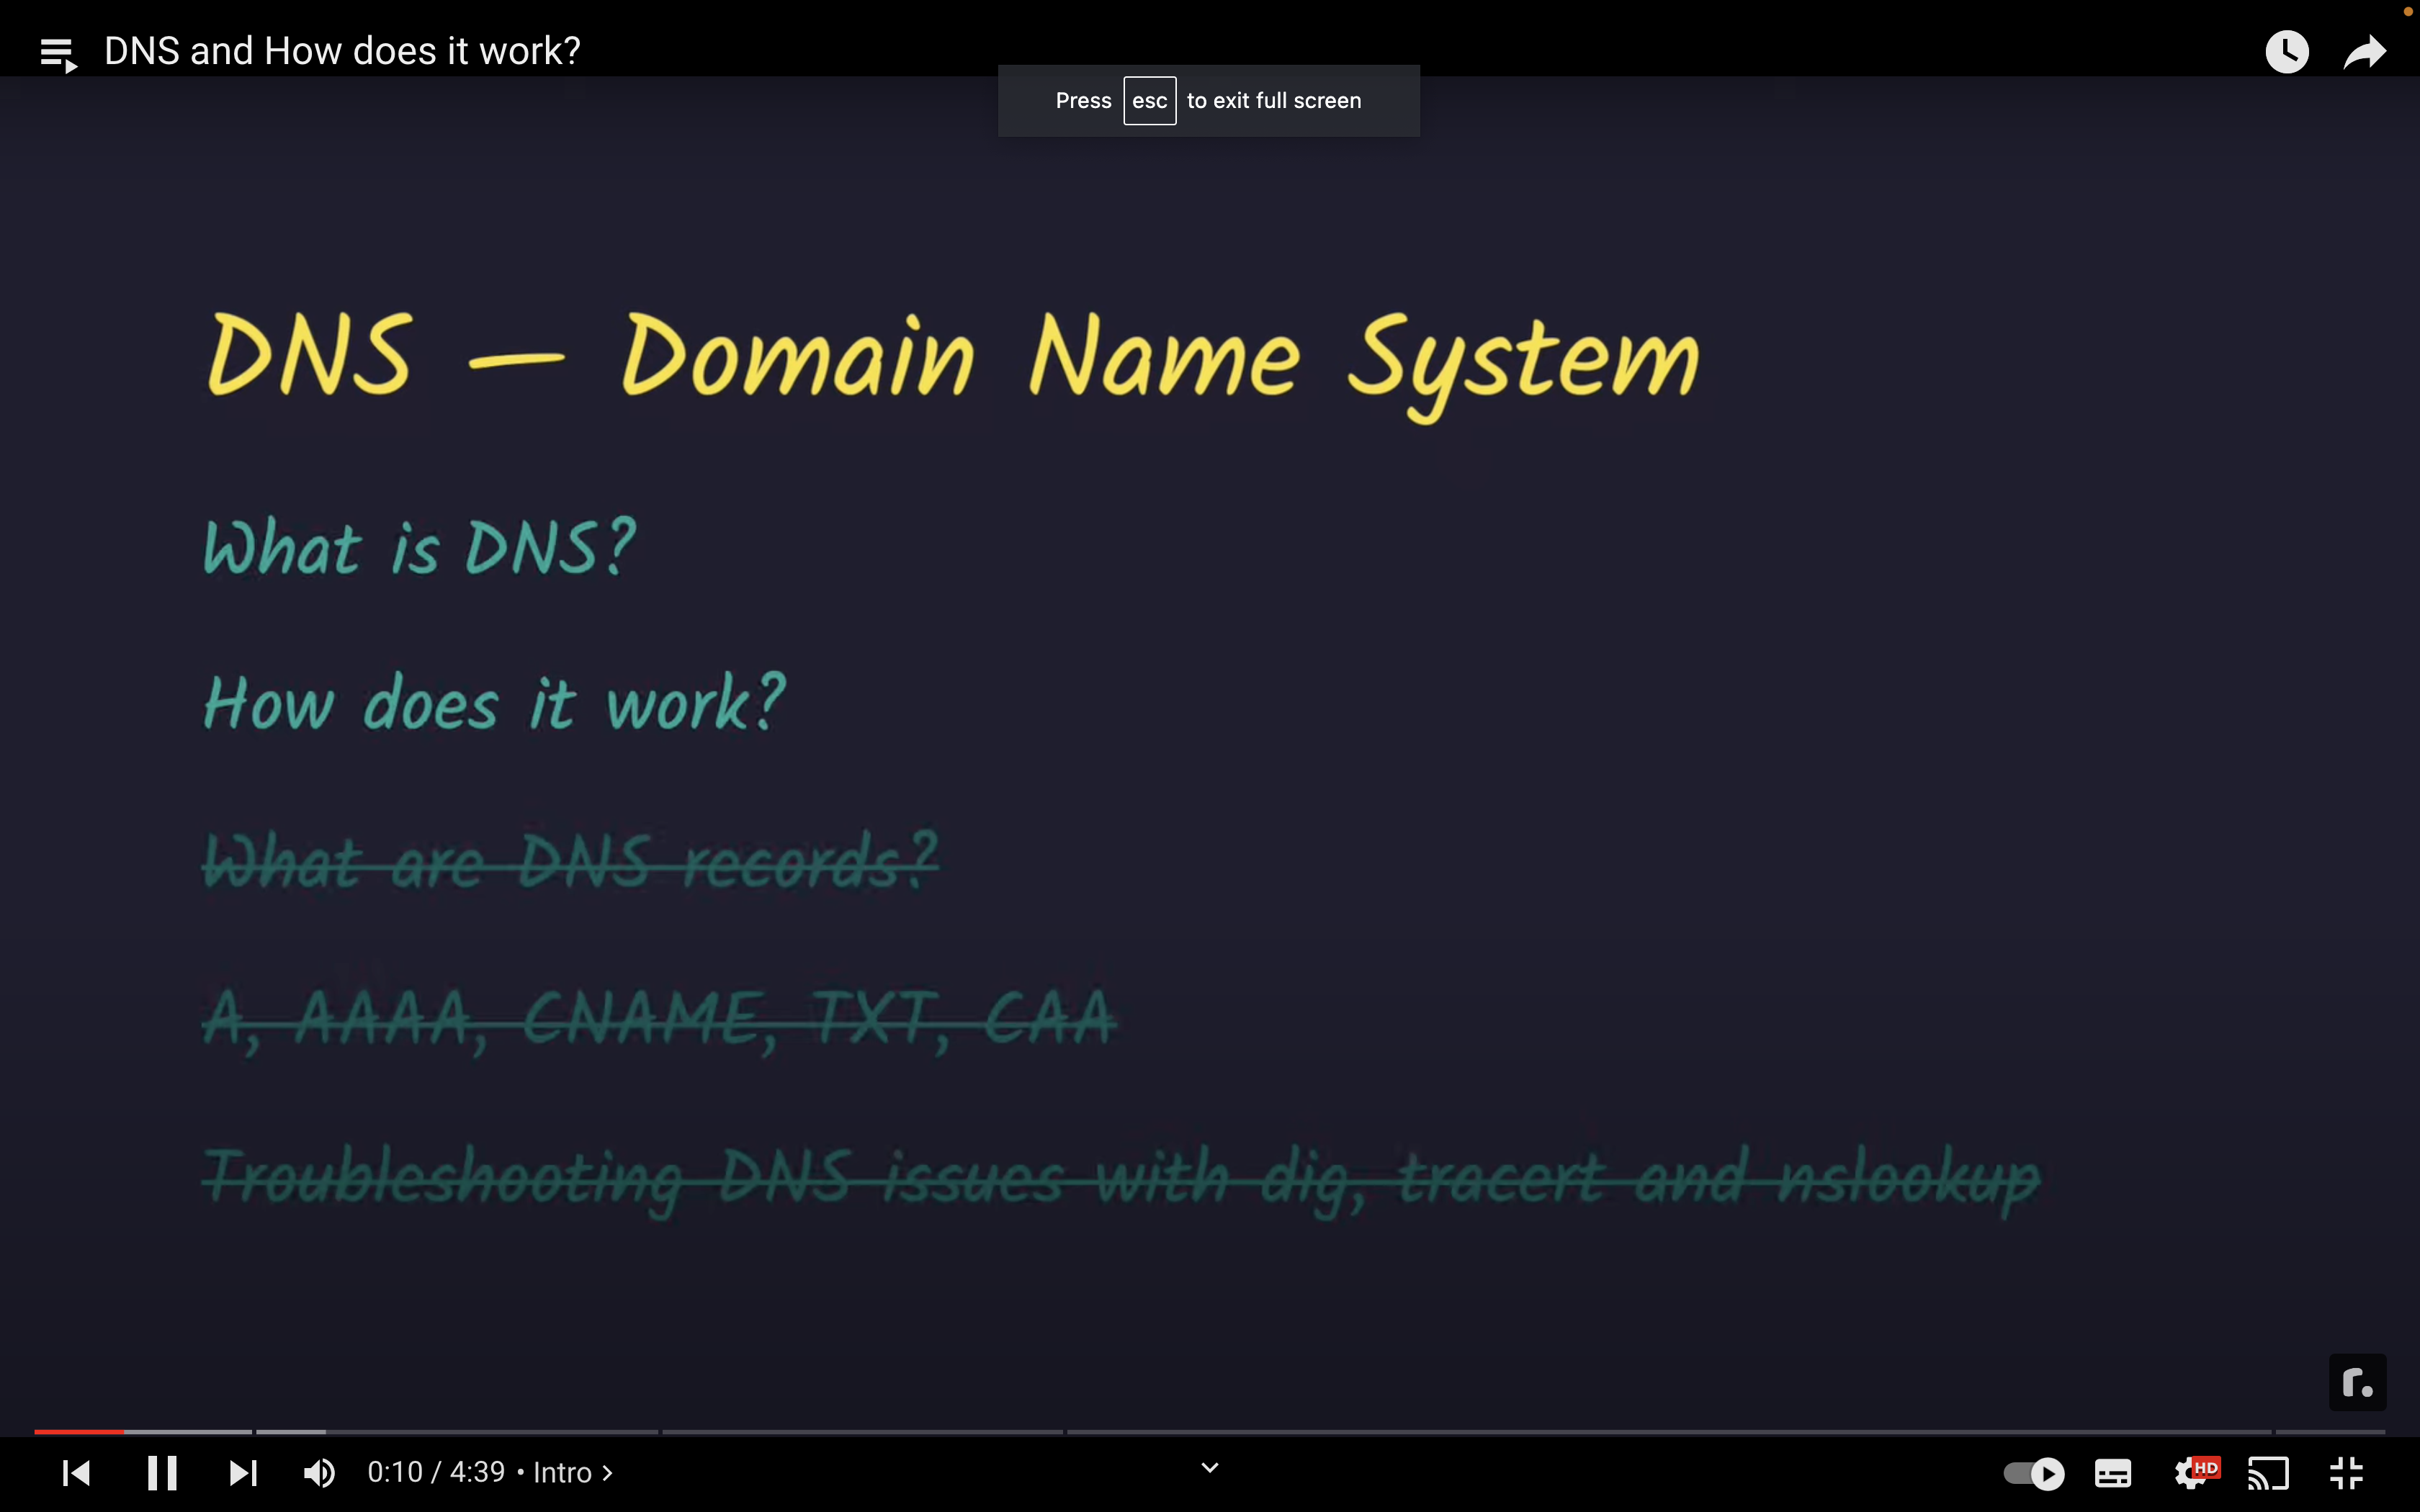 DNS and How does it work?
Press esc to exit full screen
DNS — Domain Name System
What is DNS?
How does it work?
What are DNS records?
A, AAAA, CNAME, TXT, CAA
Troubleshooting DNS issues with dig, tracert and nslookup
r.
0:10 / 4:39 • Intro >
HD